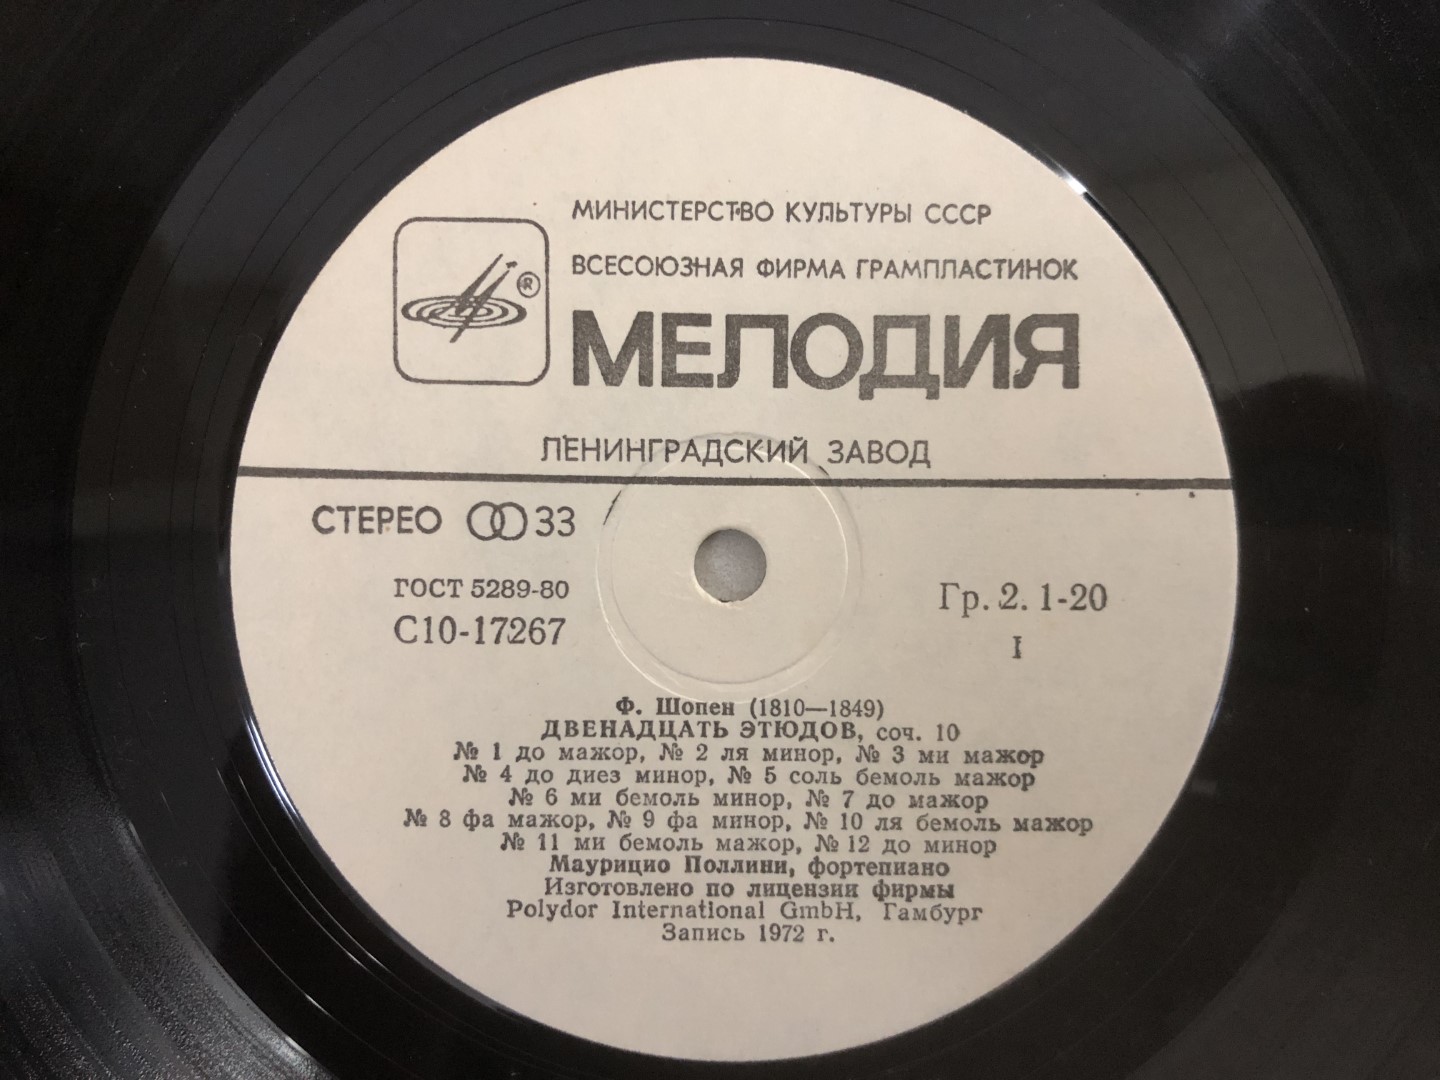 МИНИСТЕРСТВО КУЛЬТУРЫ СССР
ВСЕСОЮЗНАЯ ФИРМА ГРАМПЛАСТИНОК
®
МЕЛОДИЯ
ЛЕНИНГРАДСКИЙ ЗАВОД
СТЕРЕО 33
ГОСТ 5289-80
С10-17267
Гр. 2. 1-20
I
Ф. Шопен (1810—1849)
ДВЕНАДЦАТЬ ЭТЮДОВ, соч. 10
№ 1 до мажор, № 2 ля минор, № 3 ми мажор
№ 4 до диез минор, № 5 соль бемоль мажор
№ 6 ми бемоль минор, № 7 до мажор
№ 8 фа мажор, № 9 фа минор, № 10 ля бемоль мажор
№ 11 ми бемоль мажор, № 12 до минор
Маурицио Поллини, фортепиано
Изготовлено по лицензии фирмы
Polydor International GmbH, Гамбург
Запись 1972 г.